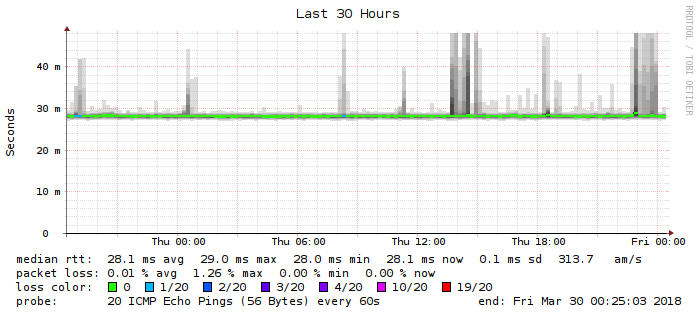 Last 30 Hours
RRDTOOL / TOBI OETIKER
Seconds
40 m
30 m
20 m
10 m
0
Thu 00:00 Thu 06:00 Thu 12:00 Thu 18:00 Fri 00:00
median rtt: 28.1 ms avg 29.0 ms max 28.0 ms min 28.1 ms now 0.1 ms sd 313.7 am/s
packet loss: 0.01 % avg 1.26 % max 0.00 % min 0.00 % now
loss color: 0 1/20 2/20 3/20 4/20 10/20 19/20
probe: 20 ICMP Echo Pings (56 Bytes) every 60s end: Fri Mar 30 00:25:03 2018